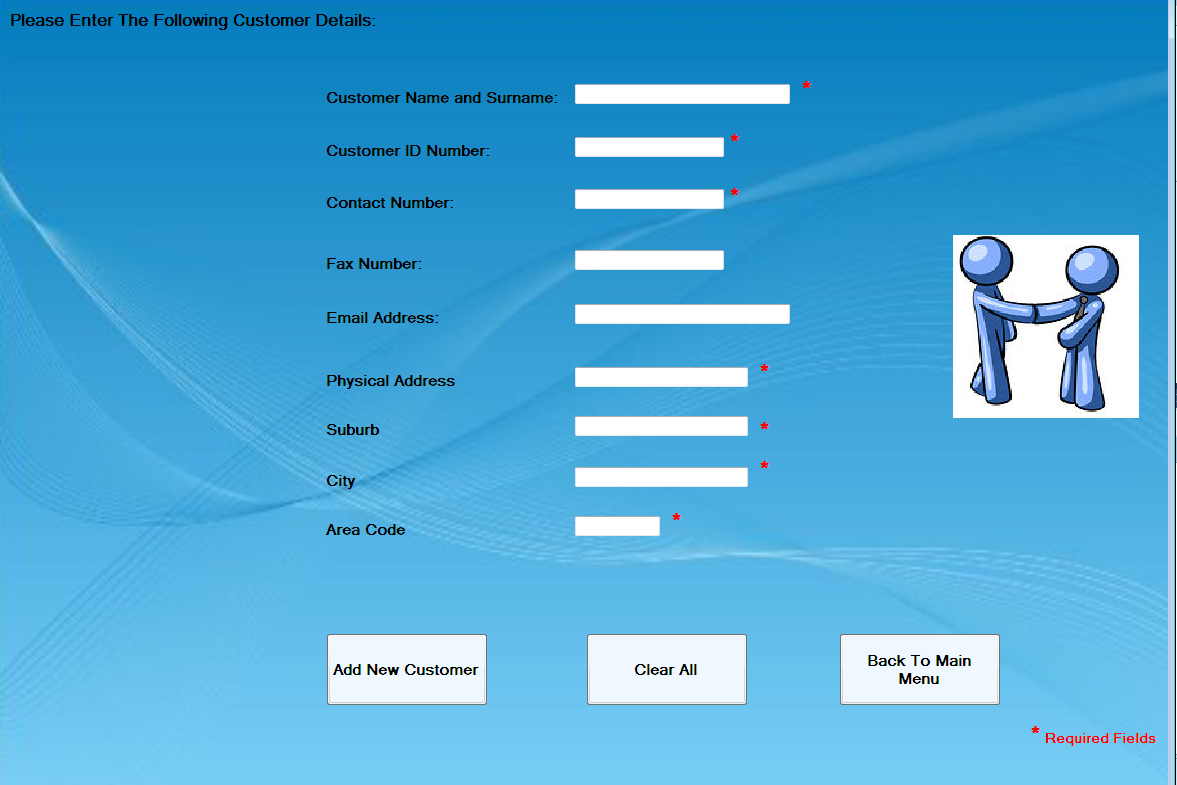 Please Enter The Following Customer Details:
Customer Name and Surname: *
Customer ID Number: *
Contact Number: *
Fax Number:
Email Address:
Physical Address *
Suburb *
City *
Area Code *
Add New Customer
Clear All
Back To Main
Menu
* Required Fields